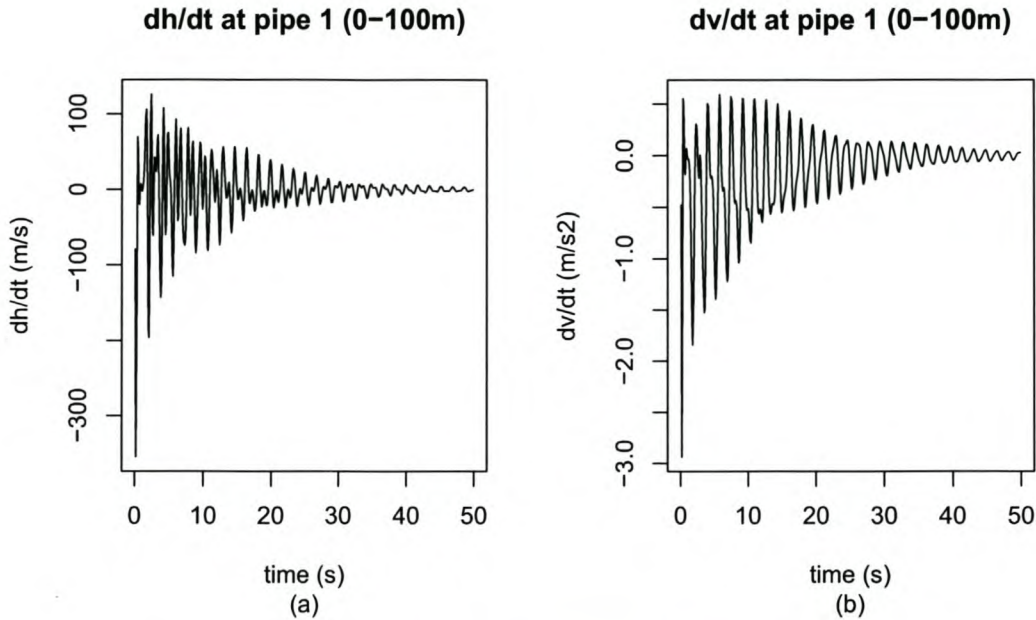 dh/dt at pipe 1 (0−100m)
dh/dt (m/s)
100
0
−100
−300
0 10 20 30 40 50
time (s)
(a)
dv/dt at pipe 1 (0−100m)
dv/dt (m/s2)
0.0
−1.0
−2.0
−3.0
0 10 20 30 40 50
time (s)
(b)